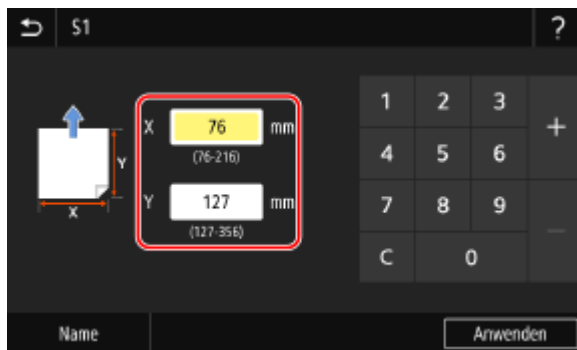 S1 ?
X 76 mm
(76-216)
Y 127 mm
(127-356)
Y
X
1 2 3 +
4 5 6
7 8 9 −
C 0
Name Anwenden